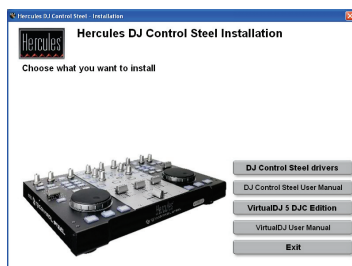 Hercules DJ Control Steel - Installation
Hercules
Hercules DJ Control Steel Installation
Choose what you want to install
DJ Control Steel drivers
DJ Control Steel User Manual
VirtualDJ 5 DJC Edition
VirtualDJ User Manual
Exit